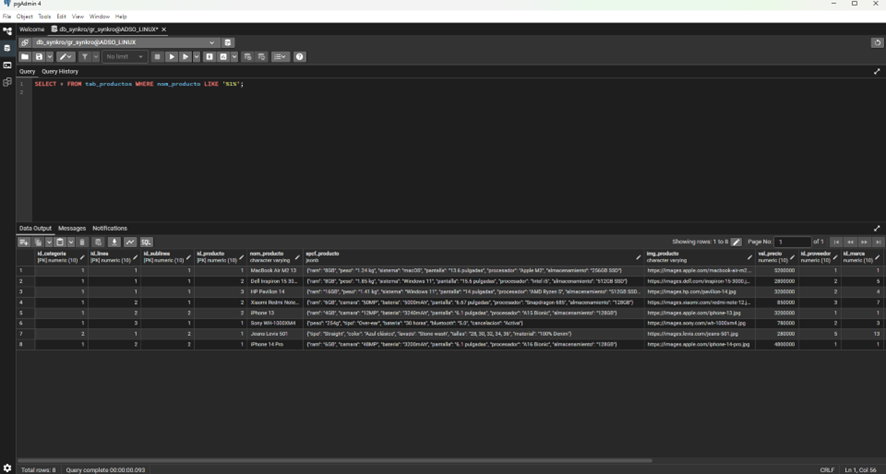 pgAdmin 4
File Object Tools Edit View Window Help
Welcome db_synkro/gr_synkro@ADSO_LINUX* ×
db_synkro/gr_synkro@ADSO_LINUX
No limit
Query Query History
1 SELECT * FROM tab_productos WHERE nom_producto LIKE '%1%';
2
Data Output Messages Notifications
SQL Showing rows: 1 to 8 Page No: 1 of 1
id_categoria [PK] numeric (10) id_linea [PK] numeric (10) id_sublinea [PK] numeric (10) id_producto [PK] numeric (10) nom_producto character varying spcf_producto jsonb img_producto character varying val_precio numeric (10) id_proveedor numeric (10) id_marca numeric (10)
1 1 1 1 1 MacBook Air M2 13 {"ram": "8GB", "peso": "1.24 kg", "sistema": "macOS", "pantalla": "13.6 pulgadas", "procesador": "Apple M2", "almacenamiento": "256GB SSD"} https://images.apple.com/macbook-air-m2... 5200000 1 1
2 1 1 1 2 Dell Inspiron 15 30... {"ram": "8GB", "peso": "1.85 kg", "sistema": "Windows 11", "pantalla": "15.6 pulgadas", "procesador": "Intel i5", "almacenamiento": "512GB SSD"} https://images.dell.com/inspiron-15-3000.j... 2800000 2 5
3 1 1 1 3 HP Pavilion 14 {"ram": "16GB", "peso": "1.41 kg", "sistema": "Windows 11", "pantalla": "14 pulgadas", "procesador": "AMD Ryzen 5", "almacenamiento": "512GB SSD... https://images.hp.com/pavilion-14.jpg 3200000 2 4
4 1 2 1 1 Xiaomi Redmi Note... {"ram": "6GB", "camara": "50MP", "bateria": "5000mAh", "pantalla": "6.67 pulgadas", "procesador": "Snapdragon 685", "almacenamiento": "128GB"} https://images.xiaomi.com/redmi-note-12.j... 850000 3 7
5 1 2 2 1 iPhone 13 {"ram": "4GB", "camara": "12MP", "bateria": "3240mAh", "pantalla": "6.1 pulgadas", "procesador": "A15 Bionic", "almacenamiento": "128GB"} https://images.apple.com/iphone-13.jpg 3200000 1 1
6 1 3 1 1 Sony WH-1000XM4 {"peso": "254g", "tipo": "Over-ear", "bateria": "30 horas", "bluetooth": "5.0", "cancelacion": "Activa"} https://images.sony.com/wh-1000xm4.jpg 780000 2 3
7 2 1 2 1 Jeans Levis 501 {"tipo": "Straight", "color": "Azul clásico", "lavado": "Stone wash", "tallas": "28, 30, 32, 34, 36", "material": "100% Denim"} https://images.levis.com/jeans-501.jpg 280000 5 13
8 1 2 2 1 iPhone 14 Pro {"ram": "6GB", "camara": "48MP", "bateria": "3200mAh", "pantalla": "6.1 pulgadas", "procesador": "A16 Bionic", "almacenamiento": "128GB"} https://images.apple.com/iphone-14-pro.jpg 4800000 1 1
Total rows: 8 Query complete 00:00:00.093 CRLF Ln 1, Col 56